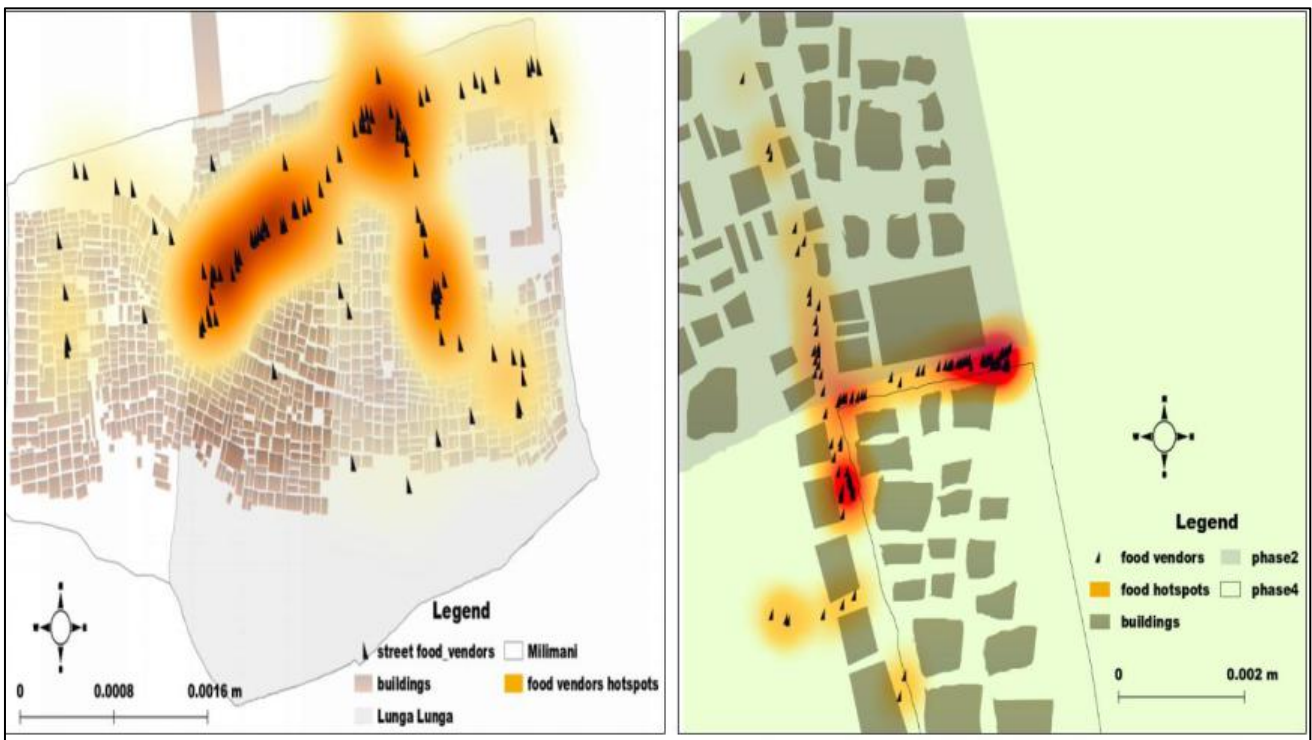 Legend
street food_vendors Milimani
buildings food vendors hotspots
Lunga Lunga
0 0.0008 0.0016 m
Legend
food vendors phase2
food hotspots phase4
buildings
0 0.002 m